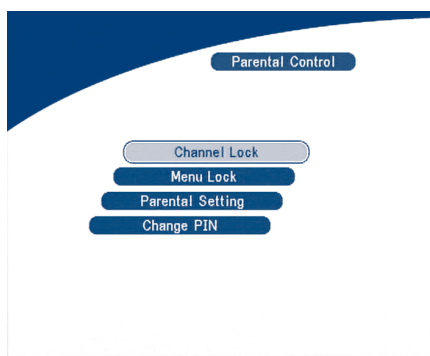 Parental Control
Channel Lock
Menu Lock
Parental Setting
Change PIN